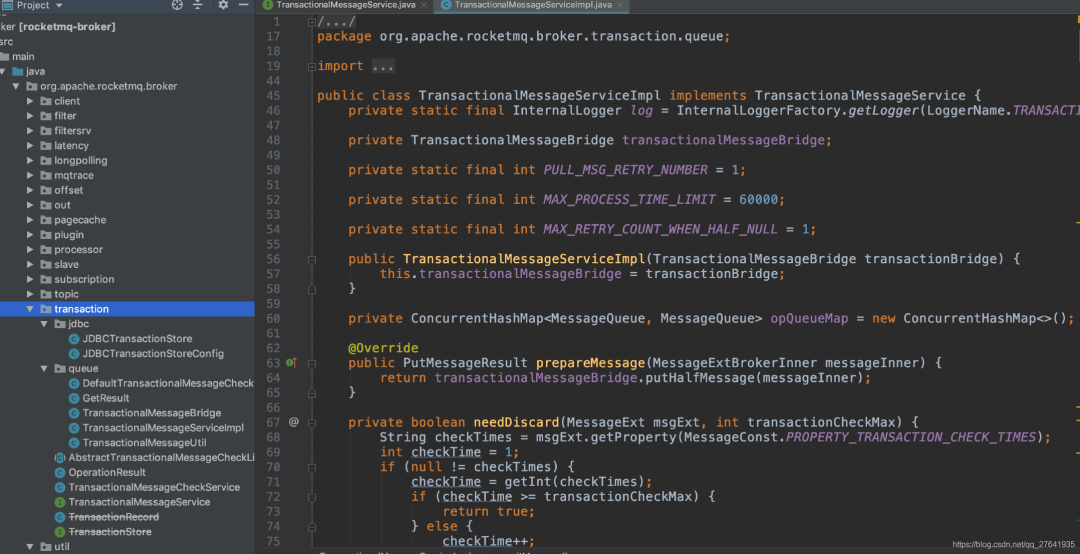 Project
TransactionalMessageService.java
TransactionalMessageServiceImpl.java
ker [rocketmq-broker]
src
main
java
org.apache.rocketmq.broker
client
filter
filtersrv
latency
longpolling
mqtrace
offset
out
pagecache
plugin
processor
slave
subscription
topic
transaction
jdbc
JDBCTransactionStore
JDBCTransactionStoreConfig
queue
DefaultTransactionalMessageCheck
GetResult
TransactionalMessageBridge
TransactionalMessageServiceImpl
TransactionalMessageUtil
AbstractTransactionalMessageCheckLi
OperationResult
TransactionalMessageCheckService
TransactionalMessageService
TransactionRecord
TransactionStore
util
1 /.../
17 package org.apache.rocketmq.broker.transaction.queue;
18
19 import ...
44
45 public class TransactionalMessageServiceImpl implements TransactionalMessageService {
46 private static final InternalLogger log = InternalLoggerFactory.getLogger(LoggerName.TRANSACTI
47
48 private TransactionalMessageBridge transactionalMessageBridge;
49
50 private static final int PULL_MSG_RETRY_NUMBER = 1;
51
52 private static final int MAX_PROCESS_TIME_LIMIT = 60000;
53
54 private static final int MAX_RETRY_COUNT_WHEN_HALF_NULL = 1;
55
56 public TransactionalMessageServiceImpl(TransactionalMessageBridge transactionBridge) {
57 this.transactionalMessageBridge = transactionBridge;
58 }
59
60 private ConcurrentHashMap<MessageQueue, MessageQueue> opQueueMap = new ConcurrentHashMap<>();
61
62 @Override
63 public PutMessageResult prepareMessage(MessageExtBrokerInner messageInner) {
64 return transactionalMessageBridge.putHalfMessage(messageInner);
65 }
66
67 @ private boolean needDiscard(MessageExt msgExt, int transactionCheckMax) {
68 String checkTimes = msgExt.getProperty(MessageConst.PROPERTY_TRANSACTION_CHECK_TIMES);
69 int checkTime = 1;
70 if (null != checkTimes) {
71 checkTime = getInt(checkTimes);
72 if (checkTime >= transactionCheckMax) {
73 return true;
74 } else {
75 checkTime++;
https://blog.csdn.net/qq_27641935